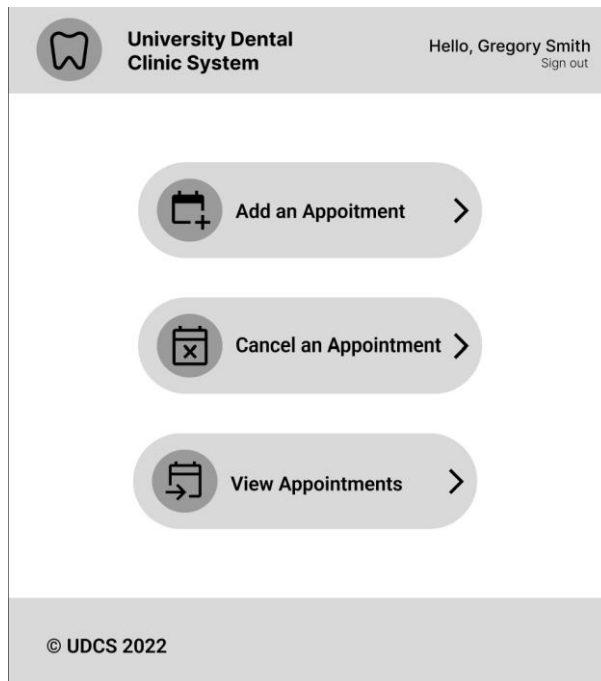 University Dental
Clinic System
Hello, Gregory Smith
Sign out
Add an Appoitment
Cancel an Appointment
View Appointments
© UDCS 2022